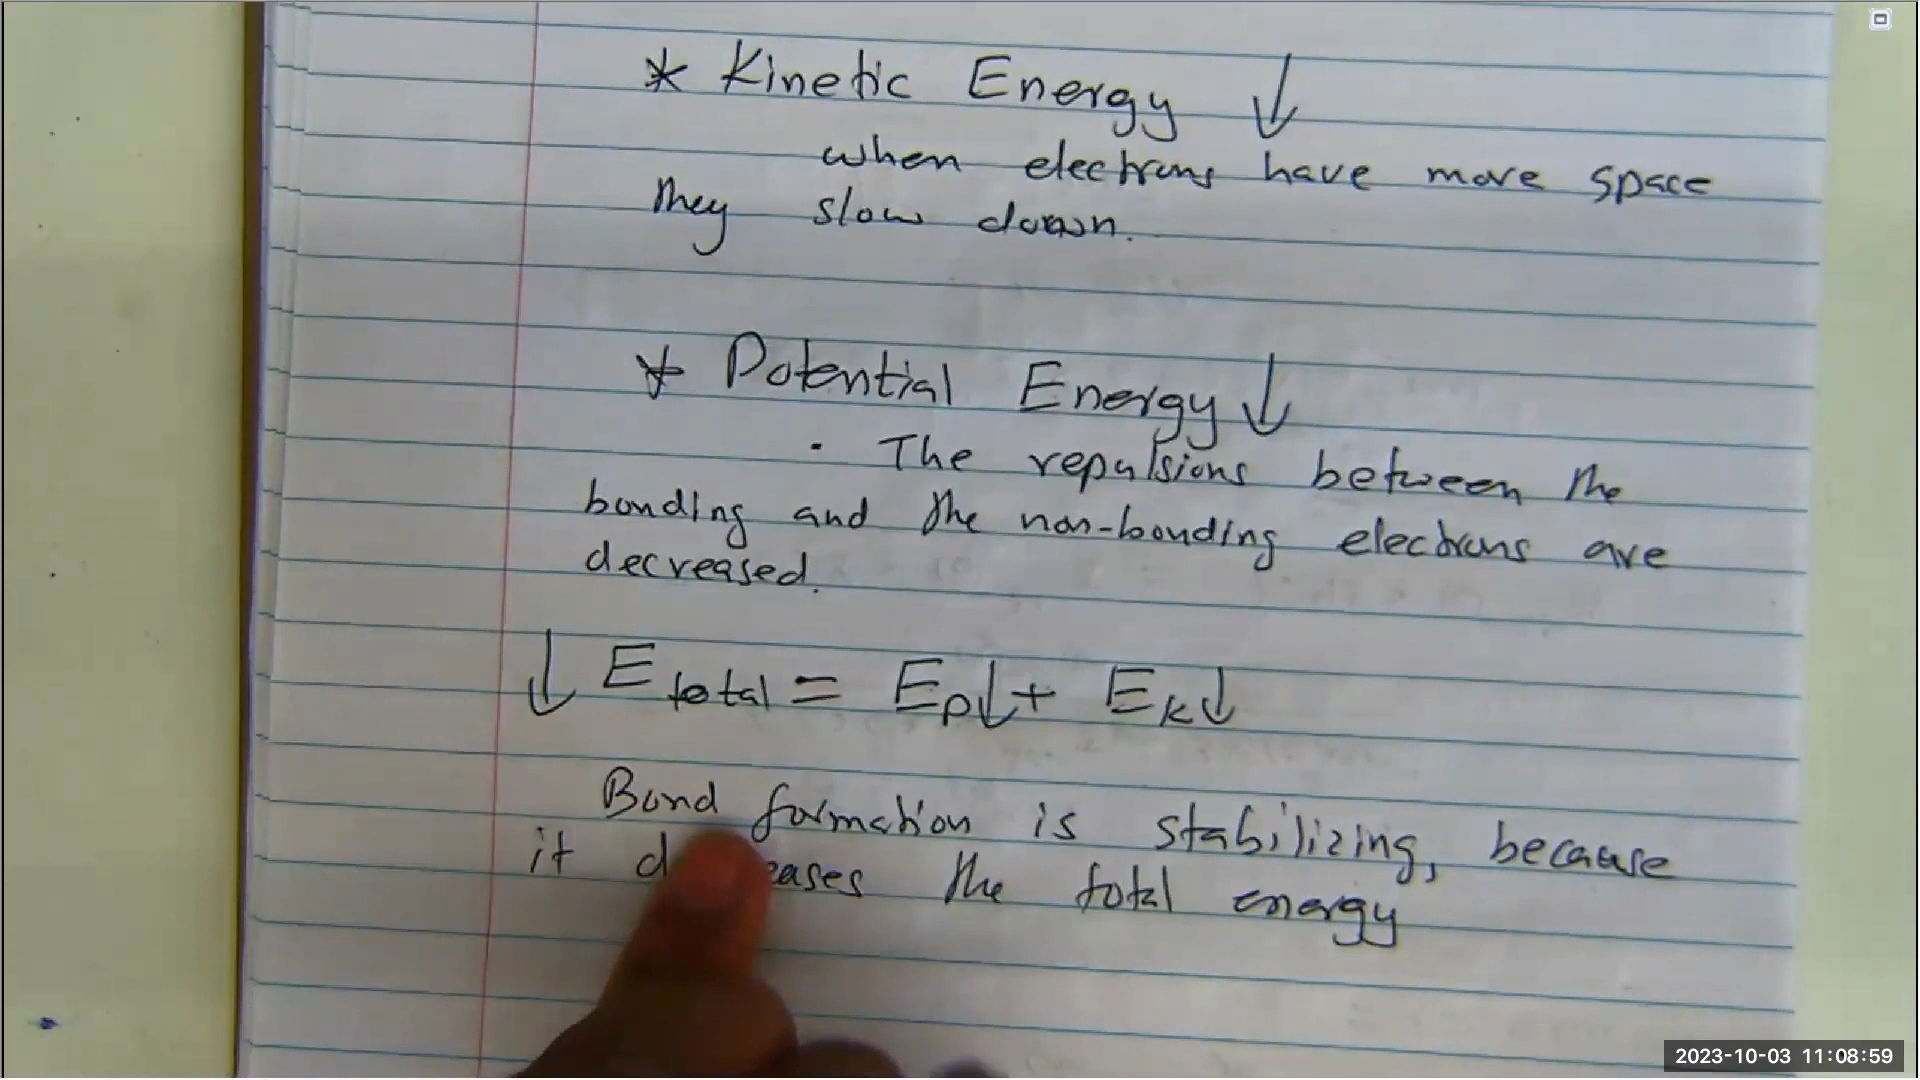 * Kinetic Energy ↓
when electrons have more space
they slow down.
* Potential Energy ↓
· The repulsions between the
bonding and the non-bonding electrons are
decreased.
↓ E total = Ep↓ + Ek↓
Bond formation is stabilizing, because
it the total energy
2023-10-03 11:08:59